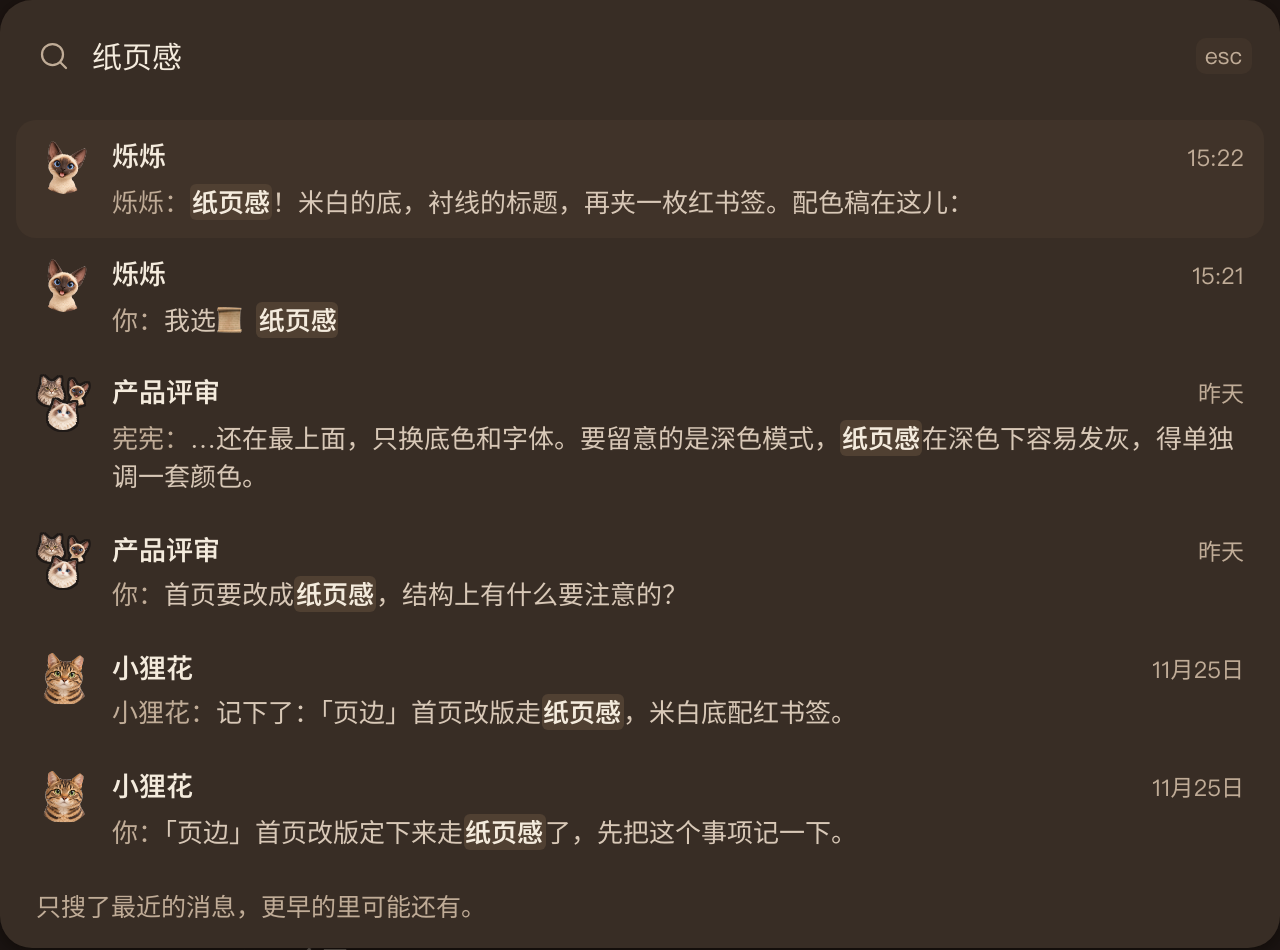 纸页感
esc
烁烁
15:22
烁烁：纸页感！米白的底，衬线的标题，再夹一枚红书签。配色稿在这儿：
烁烁
15:21
你：我选📜 纸页感
产品评审
昨天
宪宪：…还在最上面，只换底色和字体。要留意的是深色模式，纸页感在深色下容易发灰，得单独
调一套颜色。
产品评审
昨天
你：首页要改成纸页感，结构上有什么要注意的？
小狸花
11月25日
小狸花：记下了：「页边」首页改版走纸页感，米白底配红书签。
小狸花
11月25日
你：「页边」首页改版定下来走纸页感了，先把这个事项记一下。
只搜了最近的消息，更早的里可能还有。